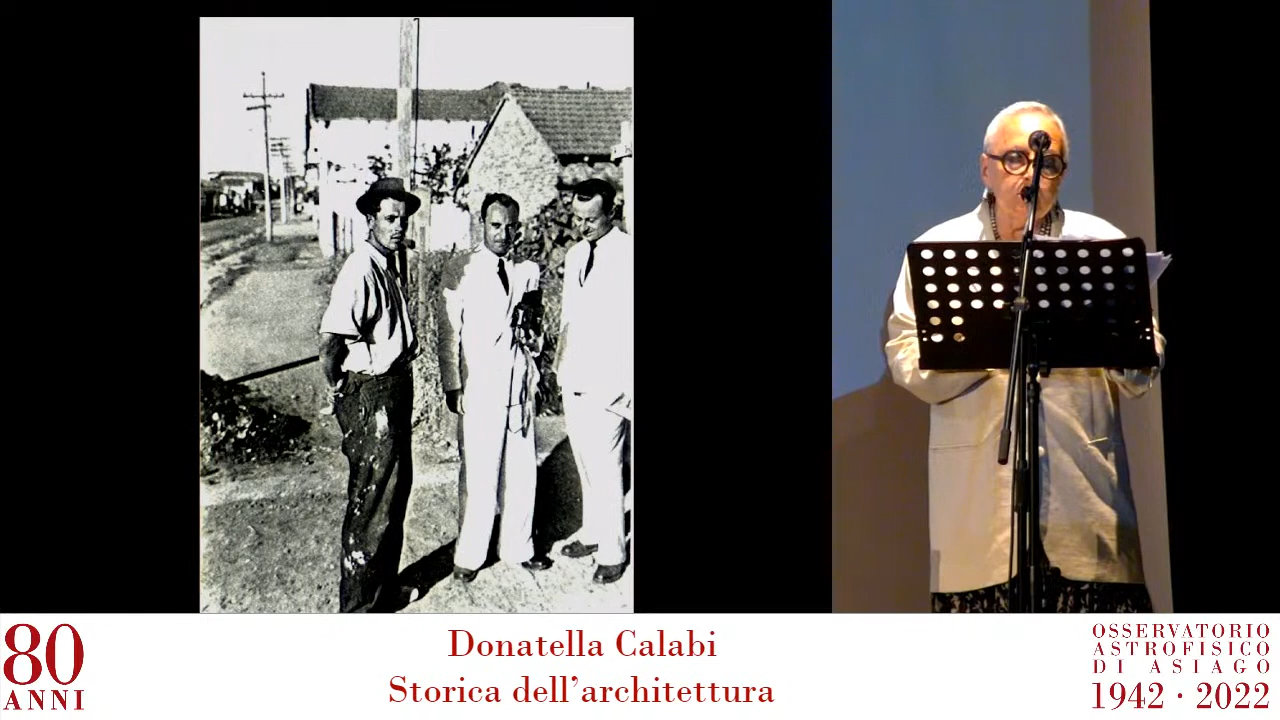 80
ANNI
Donatella Calabi
Storica dell'architettura
OSSERVATORIO
ASTROFISICO
DI ASIAGO
1942 · 2022